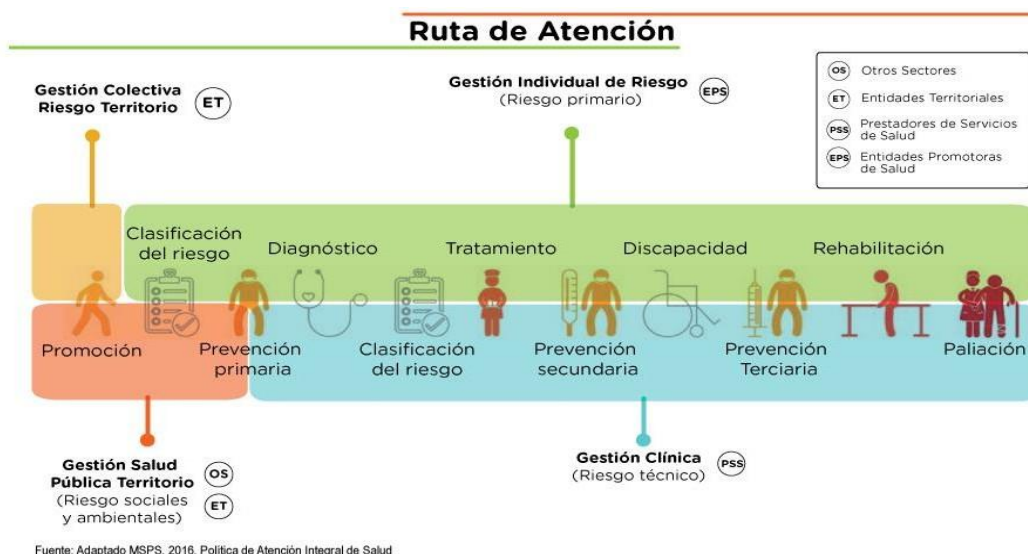 Ruta de Atención
Gestión Colectiva
Riesgo Territorio
ET
Gestión Individual de Riesgo
(Riesgo primario)
EPS
OS Otros Sectores
ET Entidades Territoriales
PSS Prestadores de Servicios
de Salud
EPS Entidades Promotoras
de Salud
Clasificación
del riesgo
Diagnóstico
Tratamiento
Discapacidad
Rehabilitación
Promoción
Prevención
primaria
Clasificación
del riesgo
Prevención
secundaria
Prevención
Terciaria
Paliación
Gestión Salud
Pública Territorio
(Riesgo sociales
y ambientales)
OS
ET
Gestión Clínica
(Riesgo técnico)
PSS
Fuente: Adaptado MSPS, 2016. Política de Atención Integral de Salud